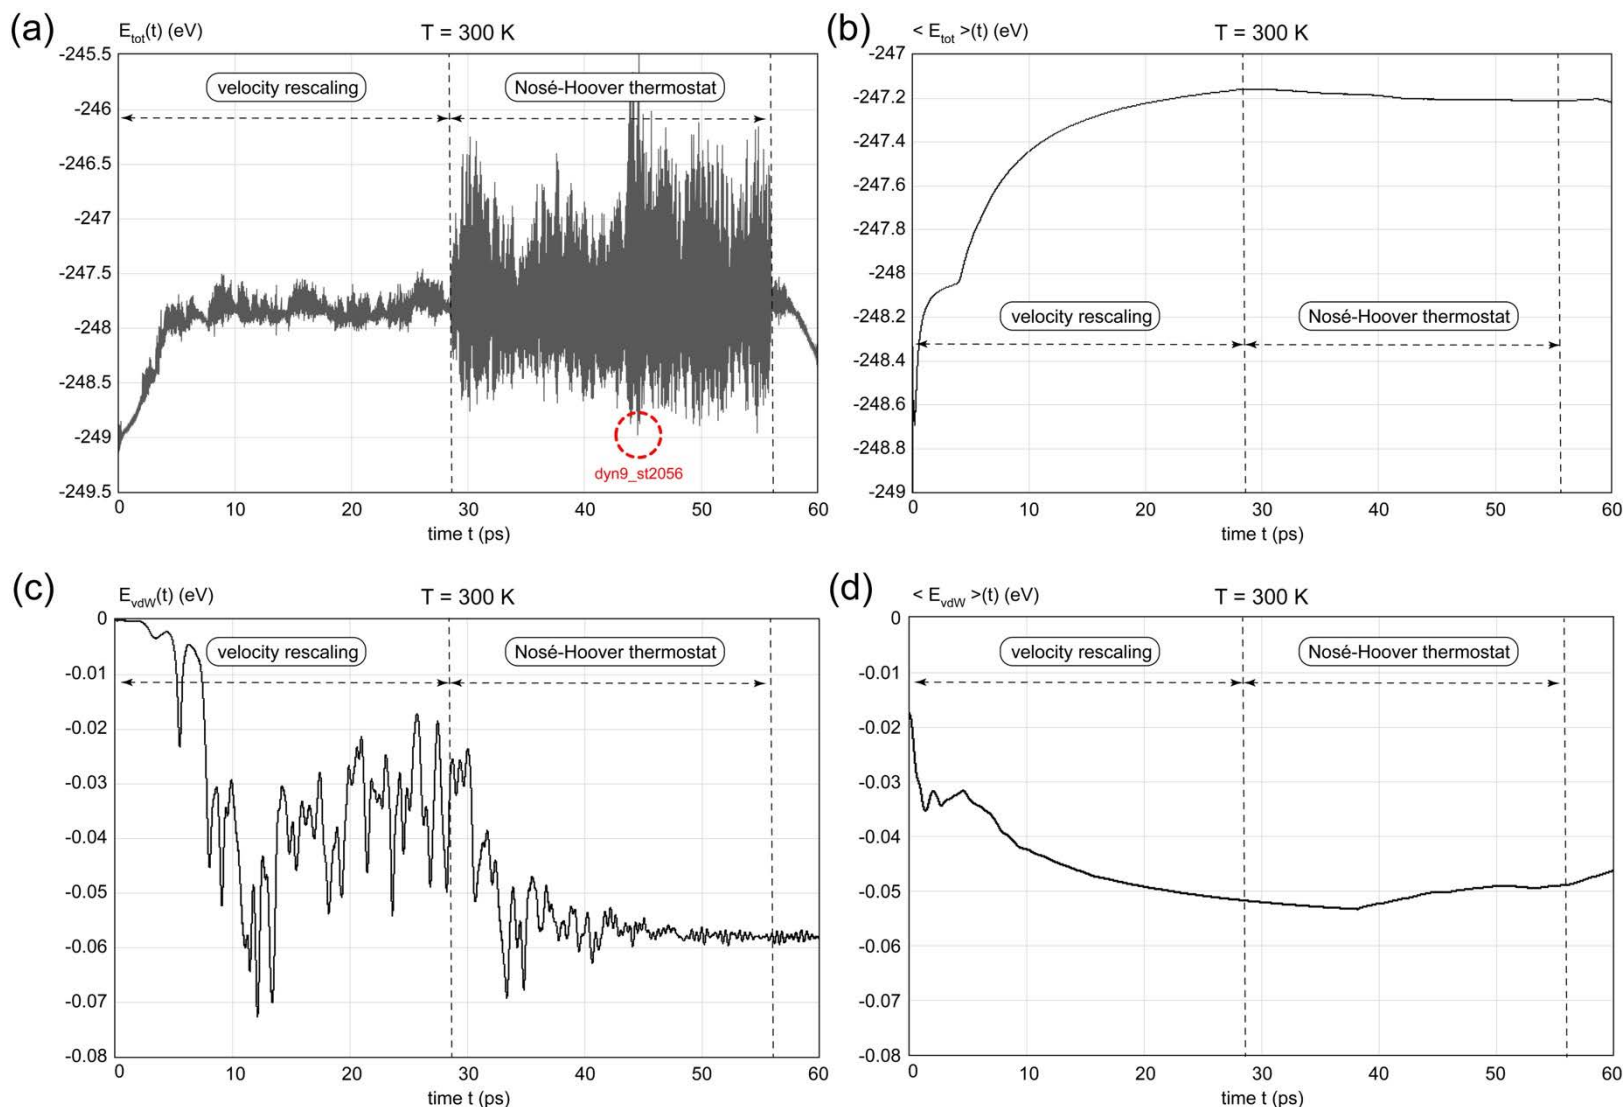 (a) E_tot(t) (eV) T = 300 K
-245.5
-246
-246.5
-247
-247.5
-248
-248.5
-249
-249.5
velocity rescaling
Nosé-Hoover thermostat
dyn9_st2056
0 10 20 30 40 50 60
time t (ps)
(b) < E_tot >(t) (eV) T = 300 K
-247
-247.2
-247.4
-247.6
-247.8
-248
-248.2
-248.4
-248.6
-248.8
-249
velocity rescaling
Nosé-Hoover thermostat
0 10 20 30 40 50 60
time t (ps)
(c) E_vdW(t) (eV) T = 300 K
0
-0.01
-0.02
-0.03
-0.04
-0.05
-0.06
-0.07
-0.08
velocity rescaling
Nosé-Hoover thermostat
0 10 20 30 40 50 60
time t (ps)
(d) < E_vdW >(t) (eV) T = 300 K
0
-0.01
-0.02
-0.03
-0.04
-0.05
-0.06
-0.07
-0.08
velocity rescaling
Nosé-Hoover thermostat
0 10 20 30 40 50 60
time t (ps)